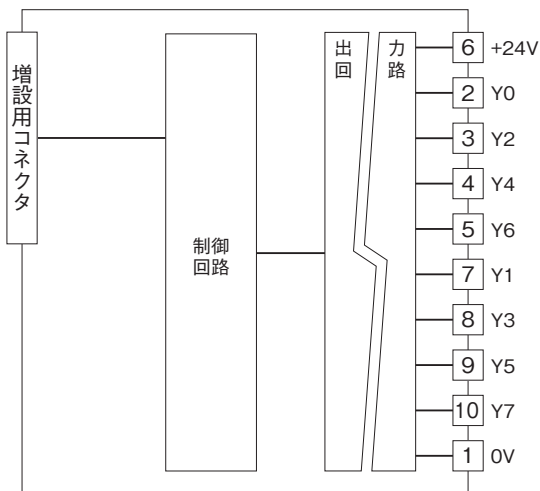 増設用コネクタ
制御
回路
出力
回路
6 +24V
2 Y0
3 Y2
4 Y4
5 Y6
7 Y1
8 Y3
9 Y5
10 Y7
1 0V